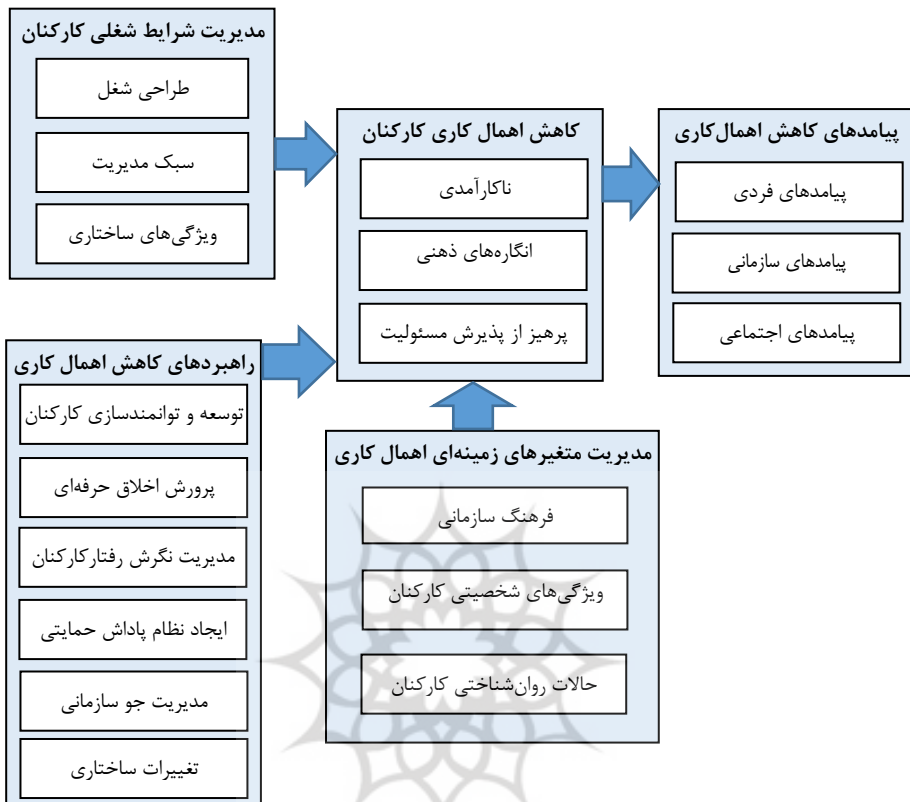 مدیریت شرایط شغلی کارکنان
طراحی شغل
سبک مدیریت
ویژگی‌های ساختاری
راهبردهای کاهش اهمال کاری
توسعه و توانمندسازی کارکنان
پرورش اخلاق حرفه‌ای
مدیریت نگرش رفتارکارکنان
ایجاد نظام پاداش حمایتی
مدیریت جو سازمانی
تغییرات ساختاری
کاهش اهمال کاری کارکنان
ناکارآمدی
انگاره‌های ذهنی
پرهیز از پذیرش مسئولیت
مدیریت متغیرهای زمینه‌ای اهمال کاری
فرهنگ سازمانی
ویژگی‌های شخصیتی کارکنان
حالات روان‌شناختی کارکنان
پیامدهای کاهش اهمال‌کاری
پیامدهای فردی
پیامدهای سازمانی
پیامدهای اجتماعی